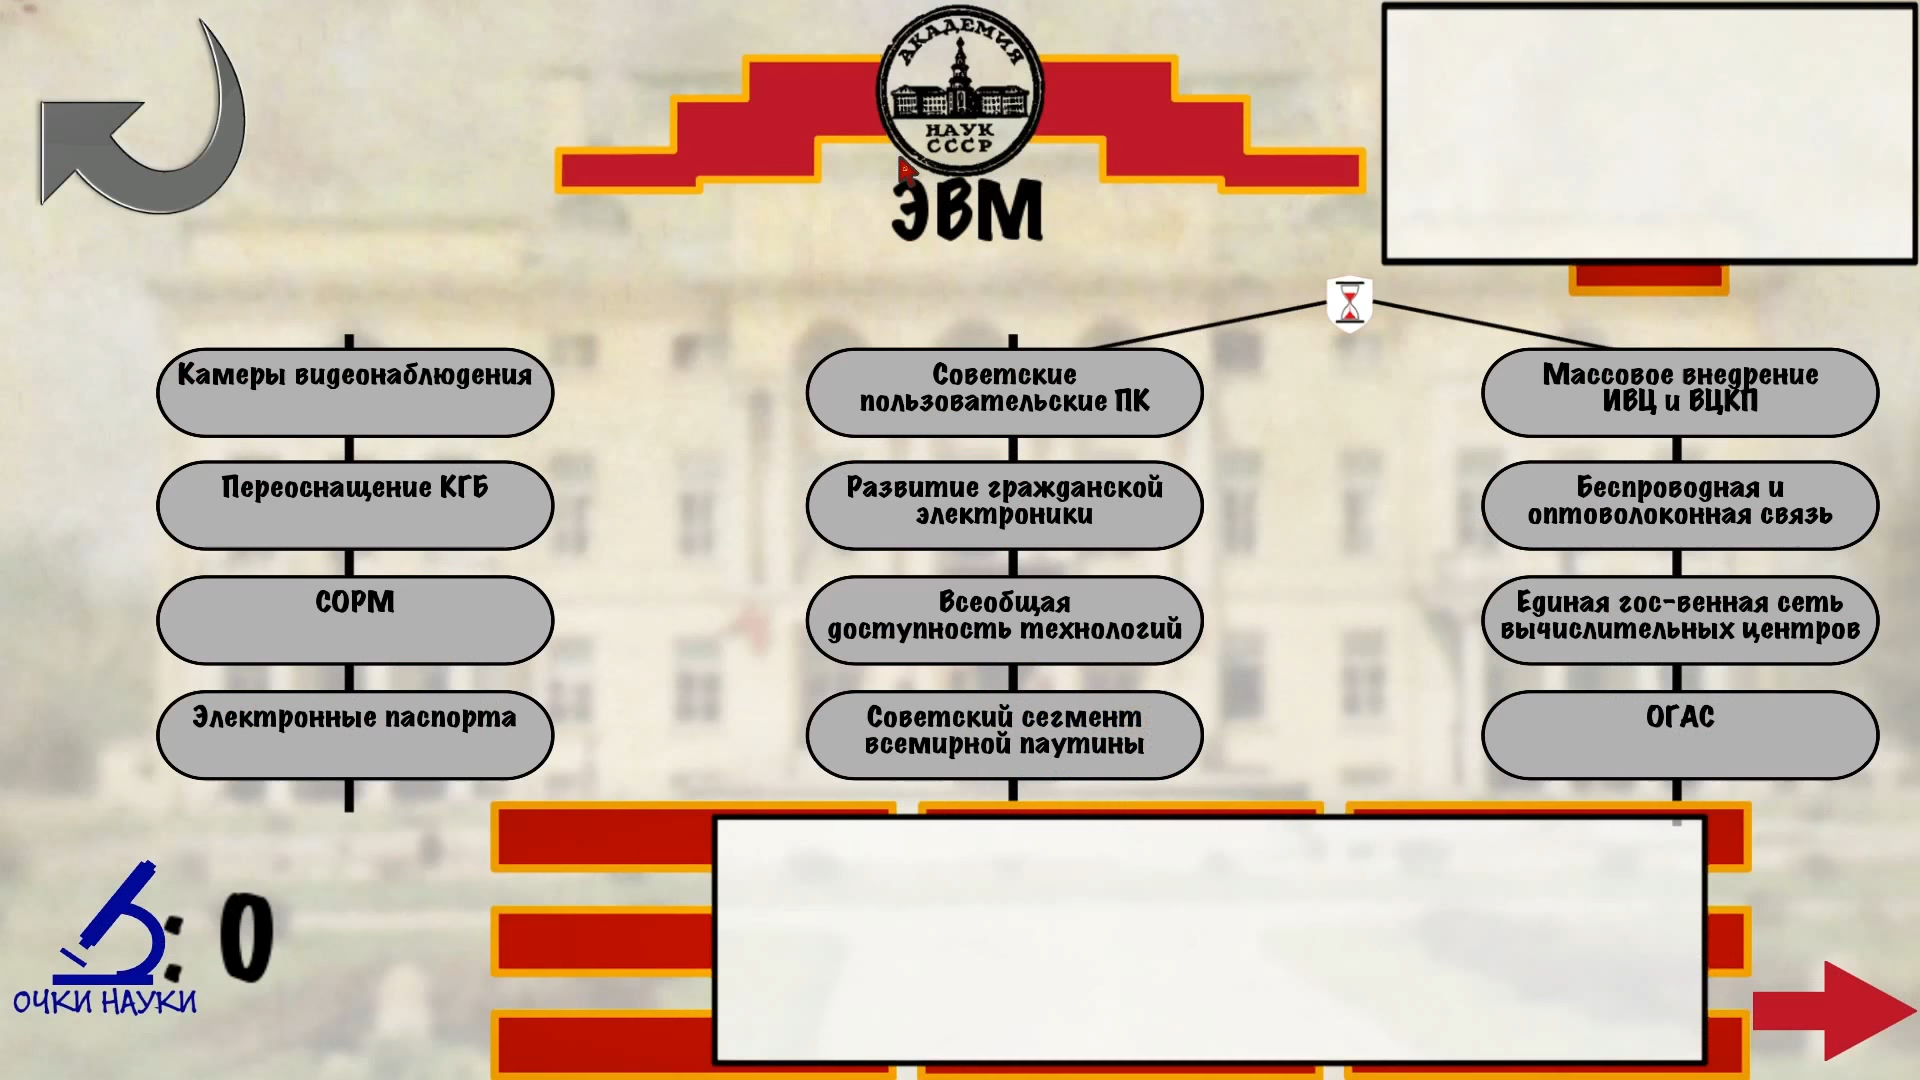 АКАДЕМИЯ
НАУК
СССР
ЭВМ
Камеры видеонаблюдения
Советские
пользовательские ПК
Массовое внедрение
ИВЦ и ВЦКП
Переоснащение КГБ
Развитие гражданской
электроники
Беспроводная и
оптоволоконная связь
СОРМ
Всеобщая
доступность технологий
Единая гос-венная сеть
вычислительных центров
Электронные паспорта
Советский сегмент
всемирной паутины
ОГАС
: 0
ОЧКИ НАУКИ